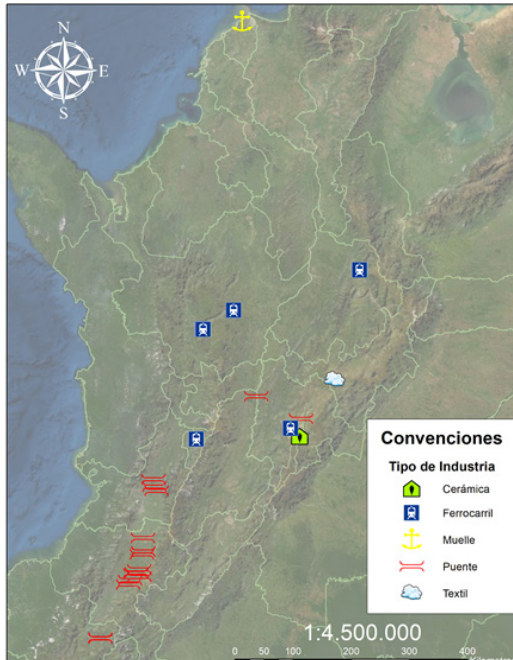 N
W E
S
Convenciones
Tipo de Industria
Cerámica
Ferrocarril
Muelle
Puente
Textil
1:4.500.000
0 50 100 200 300 400
Kilometers